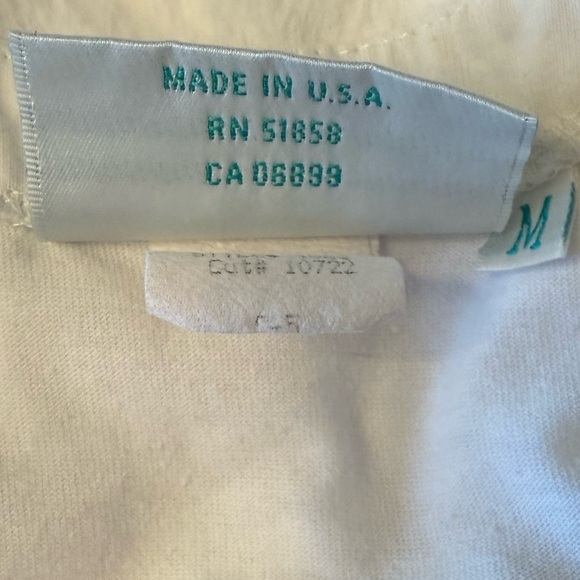 MADE IN U.S.A.
RN 51858
CA 06899
M
Cut# 10722